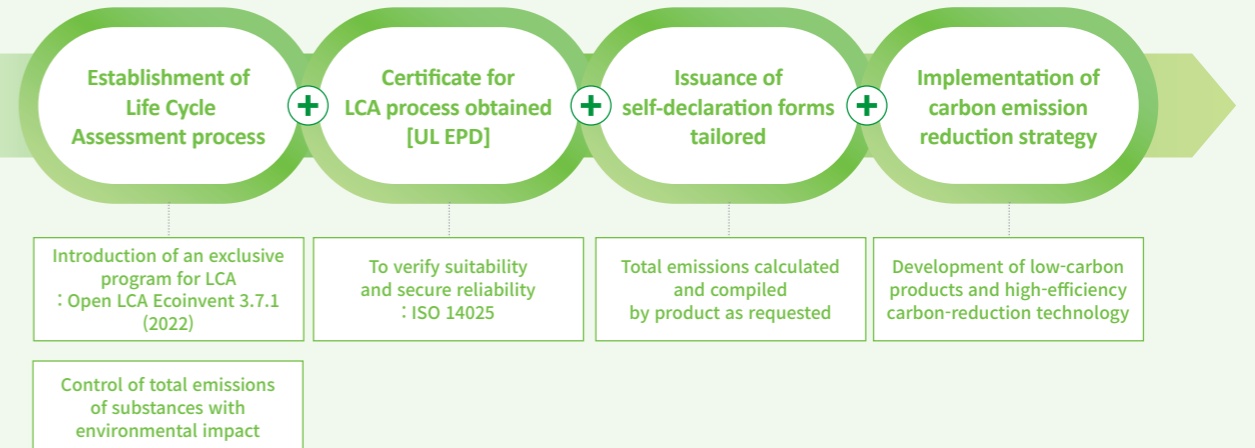 Establishment of
Life Cycle
Assessment process
+
Certificate for
LCA process obtained
[UL EPD]
+
Issuance of
self-declaration forms
tailored
+
Implementation of
carbon emission
reduction strategy
Introduction of an exclusive
program for LCA
: Open LCA Ecoinvent 3.7.1
(2022)
To verify suitability
and secure reliability
: ISO 14025
Total emissions calculated
and compiled
by product as requested
Development of low-carbon
products and high-efficiency
carbon-reduction technology
Control of total emissions
of substances with
environmental impact